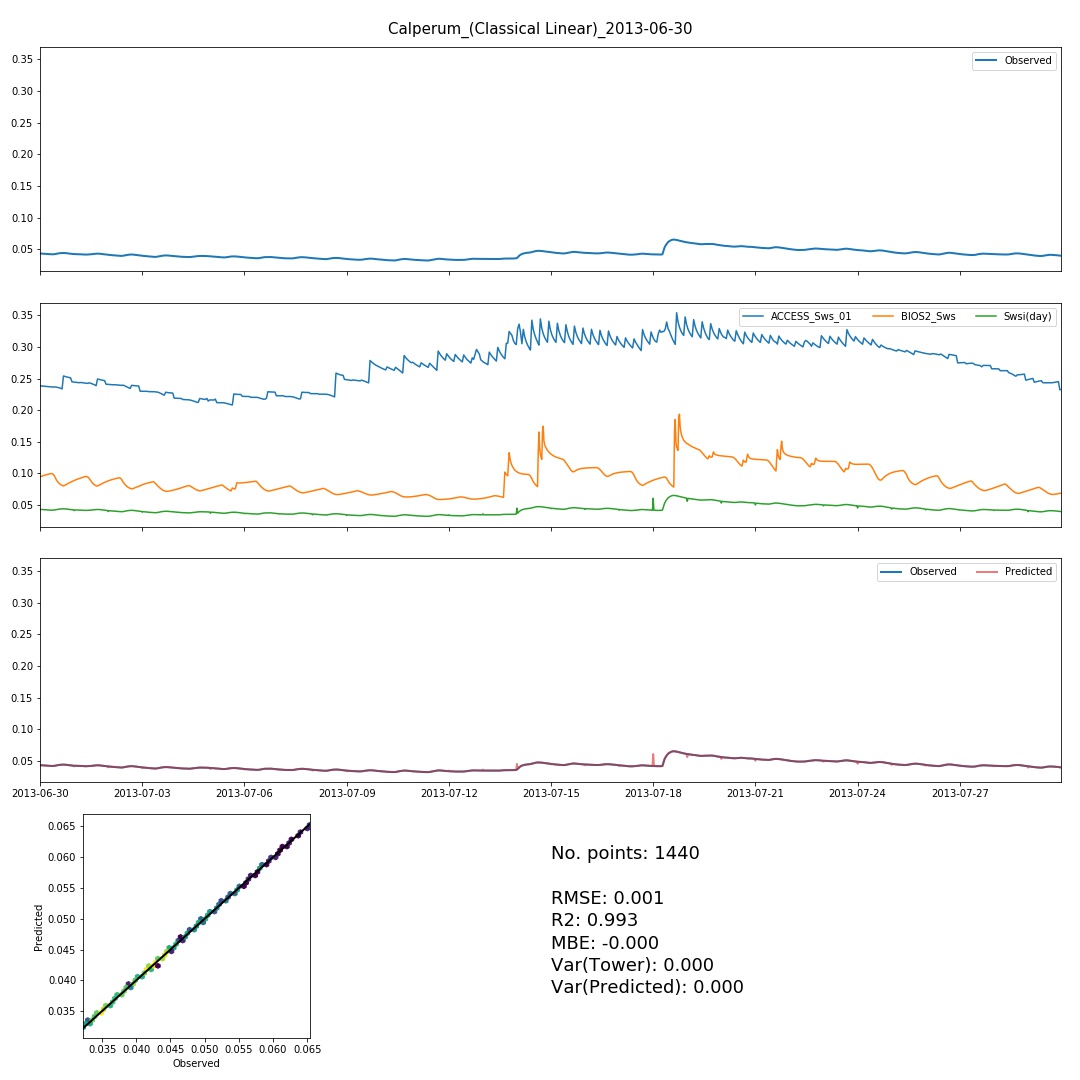 Calperum_(Classical Linear)_2013-06-30
Observed
0.35
0.30
0.25
0.20
0.15
0.10
0.05
ACCESS_Sws_01 BIOS2_Sws Swsi(day)
0.35
0.30
0.25
0.20
0.15
0.10
0.05
Observed Predicted
0.35
0.30
0.25
0.20
0.15
0.10
0.05
2013-06-30 2013-07-03 2013-07-06 2013-07-09 2013-07-12 2013-07-15 2013-07-18 2013-07-21 2013-07-24 2013-07-27
Predicted
0.065
0.060
0.055
0.050
0.045
0.040
0.035
0.035 0.040 0.045 0.050 0.055 0.060 0.065
Observed
No. points: 1440
RMSE: 0.001
R2: 0.993
MBE: -0.000
Var(Tower): 0.000
Var(Predicted): 0.000